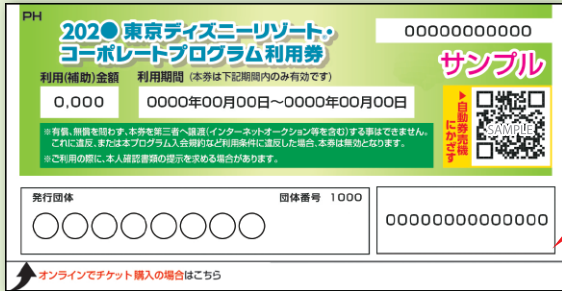 PH
202● 東京ディズニーリゾート・
コーポレートプログラム利用券
00000000000
サンプル
利用(補助)金額
利用期間 (本券は下記期間内のみ有効です)
0,000
0000年00月00日～0000年00月00日
▶自動券売機にかざす
SAMPLE
※有償、無償を問わず、本券を第三者へ譲渡(インターネットオークション等を含む)する事はできません。
これに違反、または本プログラム入会規約など利用条件に違反した場合、本券は無効となります。
※ご利用の際に、本人確認書類の提示を求める場合があります。
発行団体
団体番号 1000
○○○○○○○○
00000000000000
オンラインでチケット購入の場合はこちら